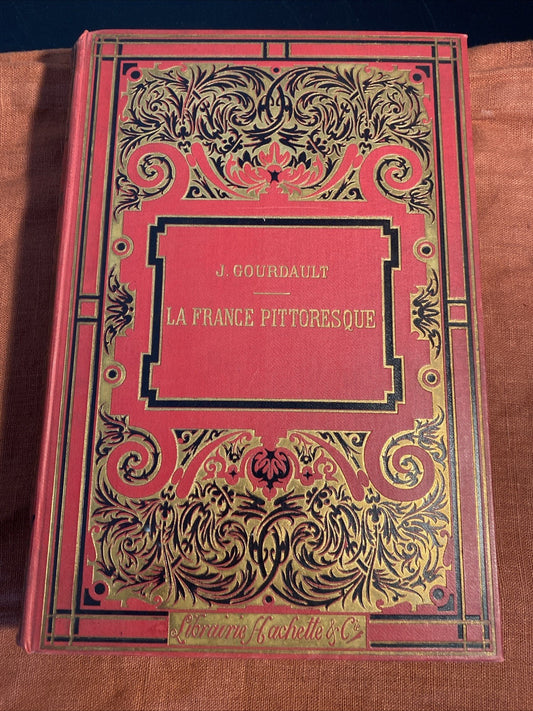 J. GOURDAULT
LA FRANCE PITTORESQUE
Librairie Hachette & Cie